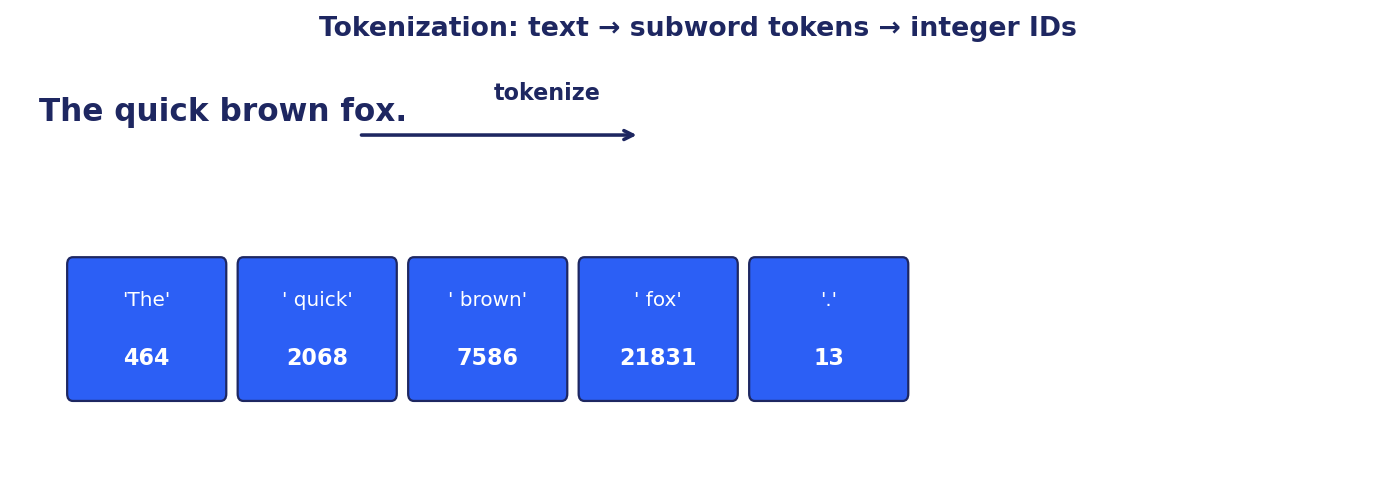 Tokenization: text → subword tokens → integer IDs
The quick brown fox.
tokenize
'The' ' quick' ' brown' ' fox' '.'
464 2068 7586 21831 13